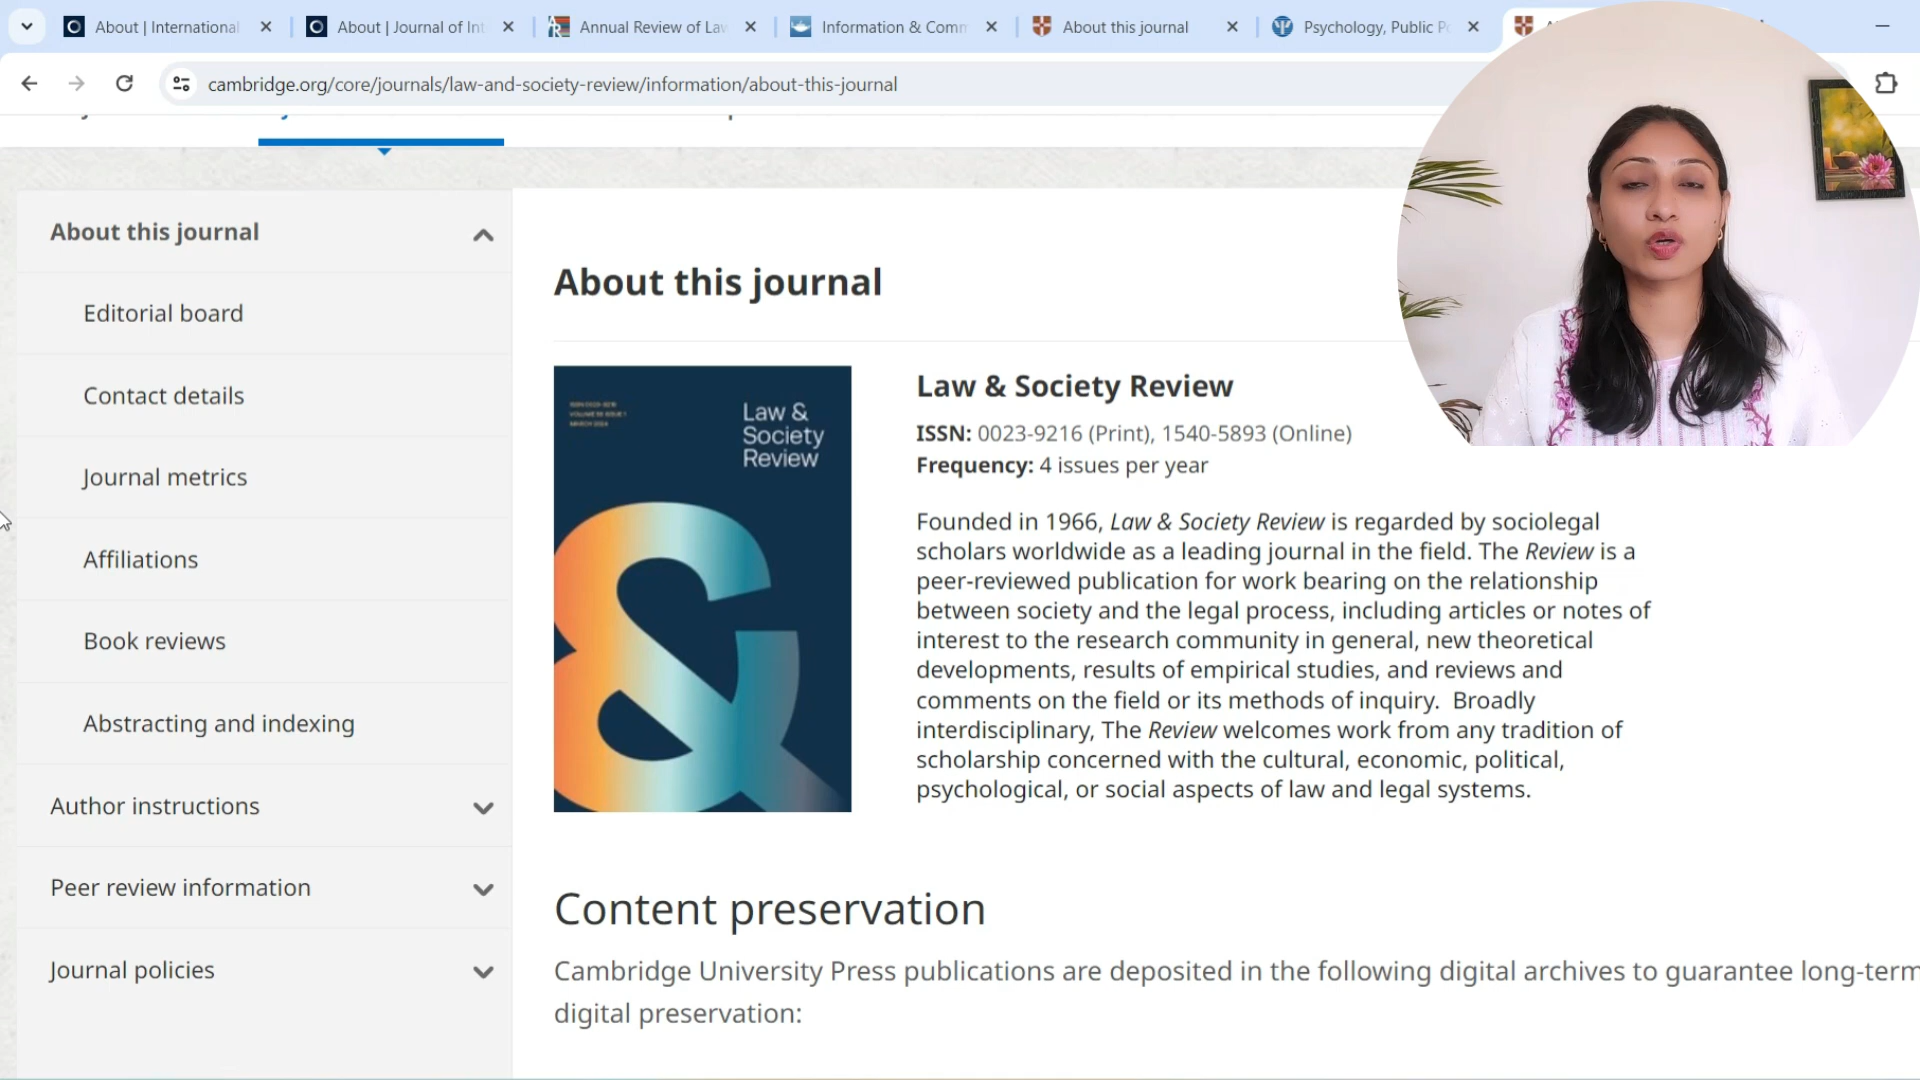 About | International
About | Journal of Int
Annual Review of Law
Information & Comm
About this journal
Psychology, Public Po
cambridge.org/core/journals/law-and-society-review/information/about-this-journal
About this journal
Editorial board
Contact details
Journal metrics
Affiliations
Book reviews
Abstracting and indexing
Author instructions
Peer review information
Journal policies
About this journal
Law &
Society
Review
Law & Society Review
ISSN: 0023-9216 (Print), 1540-5893 (Online)
Frequency: 4 issues per year
Founded in 1966, Law & Society Review is regarded by sociolegal
scholars worldwide as a leading journal in the field. The Review is a
peer-reviewed publication for work bearing on the relationship
between society and the legal process, including articles or notes of
interest to the research community in general, new theoretical
developments, results of empirical studies, and reviews and
comments on the field or its methods of inquiry. Broadly
interdisciplinary, The Review welcomes work from any tradition of
scholarship concerned with the cultural, economic, political,
psychological, or social aspects of law and legal systems.
Content preservation
Cambridge University Press publications are deposited in the following digital archives to guarantee long-term
digital preservation: